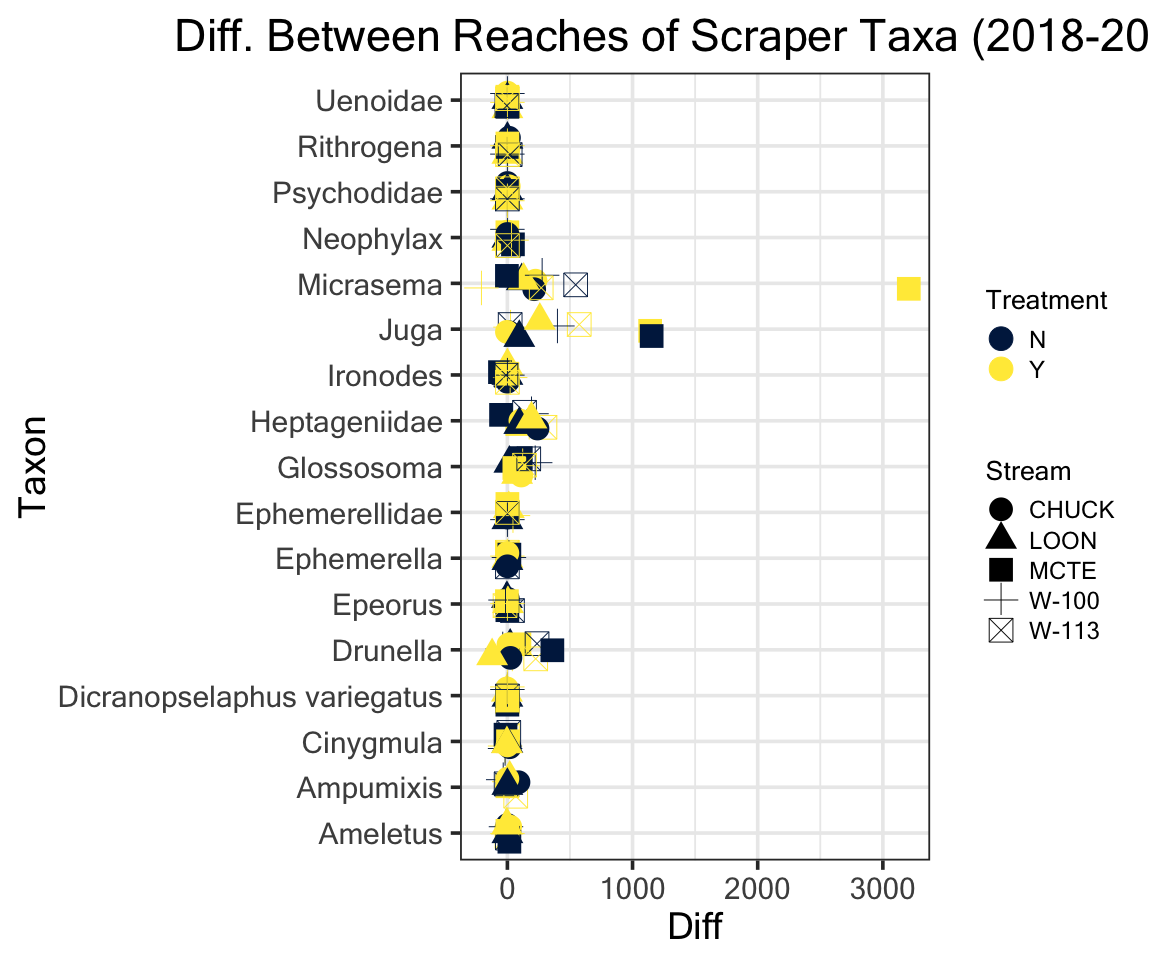 Diff. Between Reaches of Scraper Taxa (2018-20
Taxon
Uenoidae
Rithrogena
Psychodidae
Neophylax
Micrasema
Juga
Ironodes
Heptageniidae
Glossosoma
Ephemerellidae
Ephemerella
Epeorus
Drunella
Dicranopselaphus variegatus
Cinygmula
Ampumixis
Ameletus
0 1000 2000 3000
Diff
Treatment
N
Y
Stream
CHUCK
LOON
MCTE
W-100
W-113